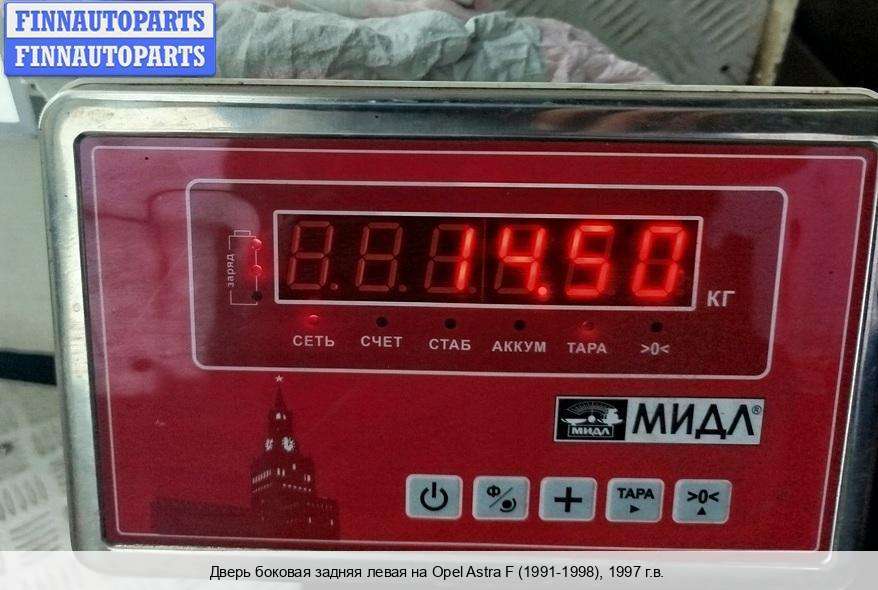 FINNAUTOPARTS
FINNAUTOPARTS
заряд
14.50
КГ
СЕТЬ СЧЕТ СТАБ АККУМ ТАРА >0<
МИДЛ МИДЛ®
Ф ТАРА >0<
Дверь боковая задняя левая на Opel Astra F (1991-1998), 1997 г.в.